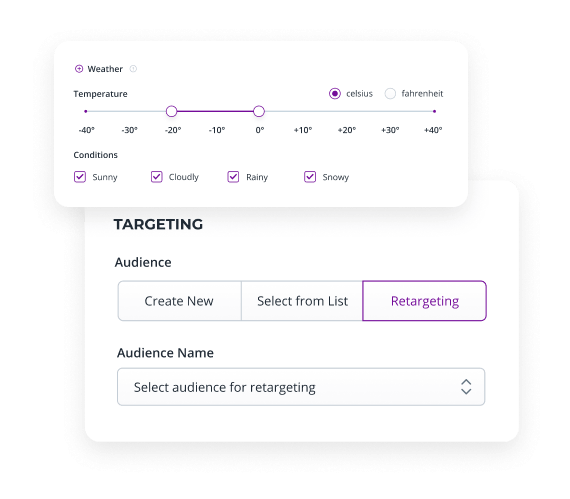 Weather
Temperature
celsius
fahrenheit
-40° -30° -20° -10° 0° +10° +20° +30° +40°
Conditions
Sunny Cloudly Rainy Snowy
TARGETING
Audience
Create New Select from List Retargeting
Audience Name
Select audience for retargeting